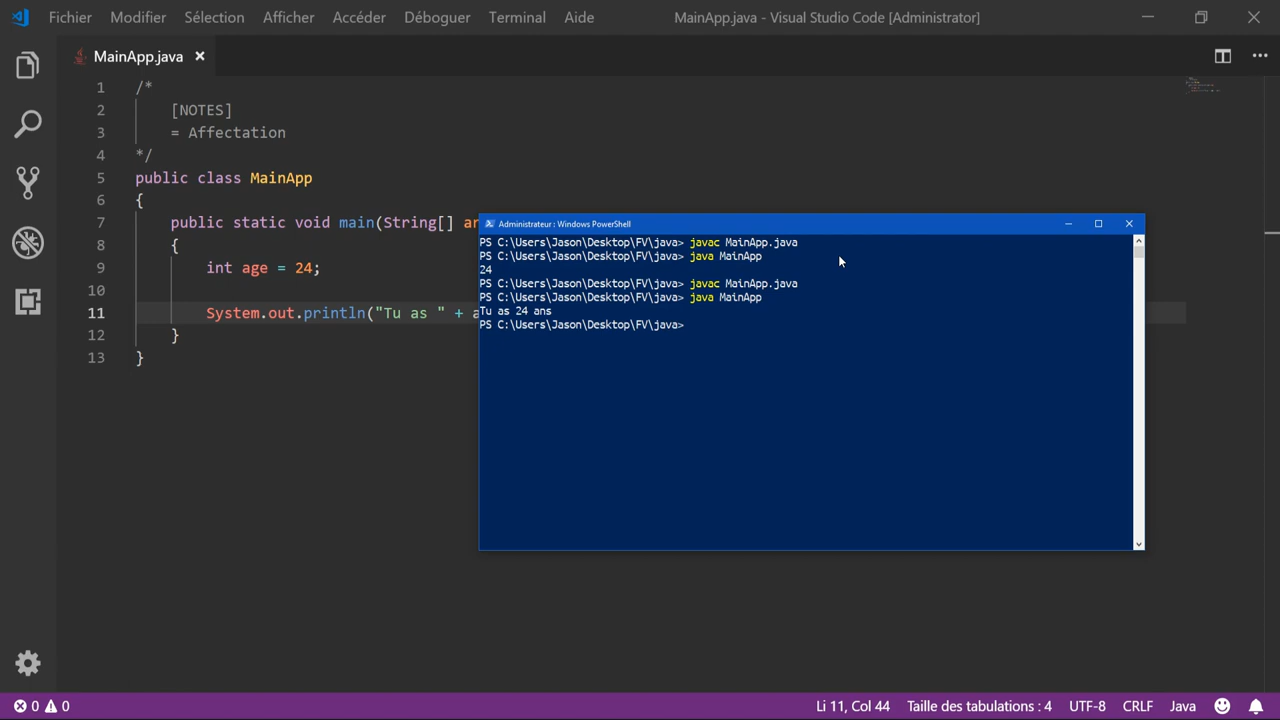 Fichier Modifier Sélection Afficher Accéder Déboguer Terminal Aide MainApp.java - Visual Studio Code [Administrator]
MainApp.java
1 /*
2 [NOTES]
3 = Affectation
4 */
5 public class MainApp
6 {
7 public static void main(String[]
8 {
9 int age = 24;
10
11 System.out.println("Tu as " +
12 }
13 }
Administrateur : Windows PowerShell
PS C:\Users\Jason\Desktop\FV\java> javac MainApp.java
PS C:\Users\Jason\Desktop\FV\java> java MainApp
24
PS C:\Users\Jason\Desktop\FV\java> javac MainApp.java
PS C:\Users\Jason\Desktop\FV\java> java MainApp
Tu as 24 ans
PS C:\Users\Jason\Desktop\FV\java>
0 0 Li 11, Col 44 Taille des tabulations : 4 UTF-8 CRLF Java